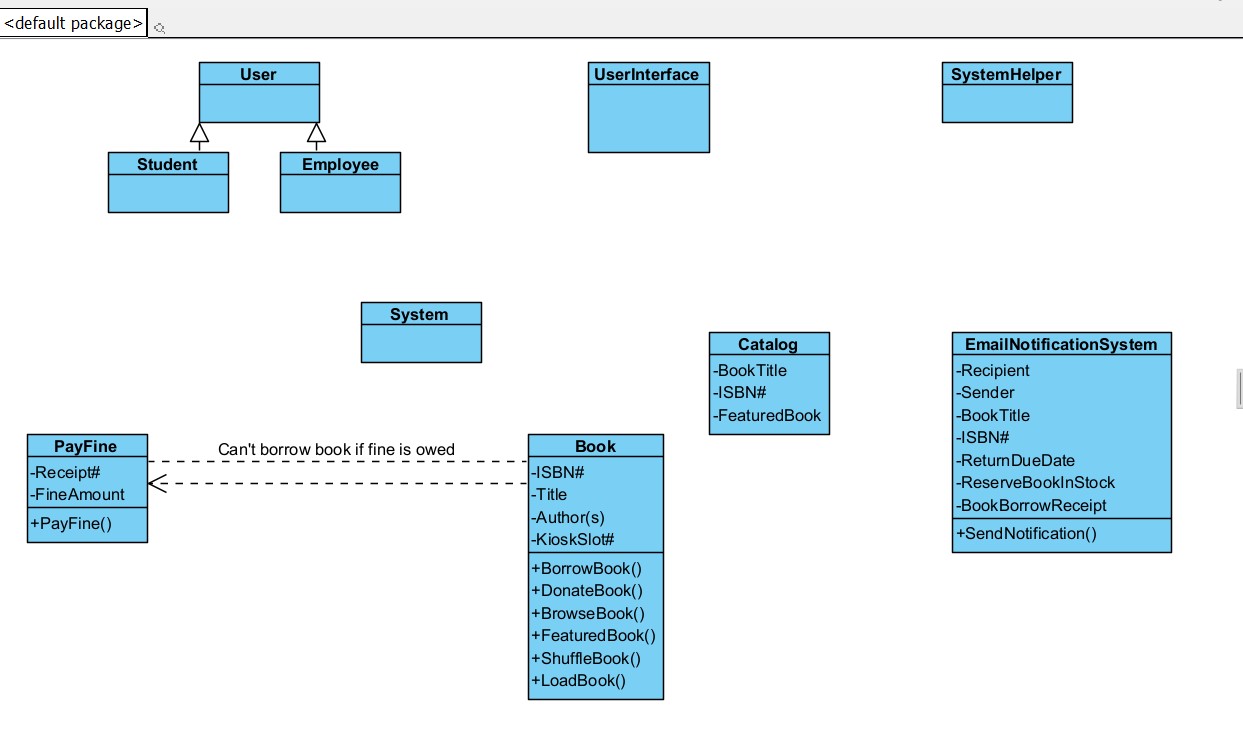 <default package>
User
UserInterface
SystemHelper
Student
Employee
System
Catalog
-BookTitle
-ISBN#
-FeaturedBook
EmailNotificationSystem
-Recipient
-Sender
-BookTitle
-ISBN#
-ReturnDueDate
-ReserveBookInStock
-BookBorrowReceipt
+SendNotification()
PayFine
-Receipt#
-FineAmount
+PayFine()
Can't borrow book if fine is owed
Book
-ISBN#
-Title
-Author(s)
-KioskSlot#
+BorrowBook()
+DonateBook()
+BrowseBook()
+FeaturedBook()
+ShuffleBook()
+LoadBook()